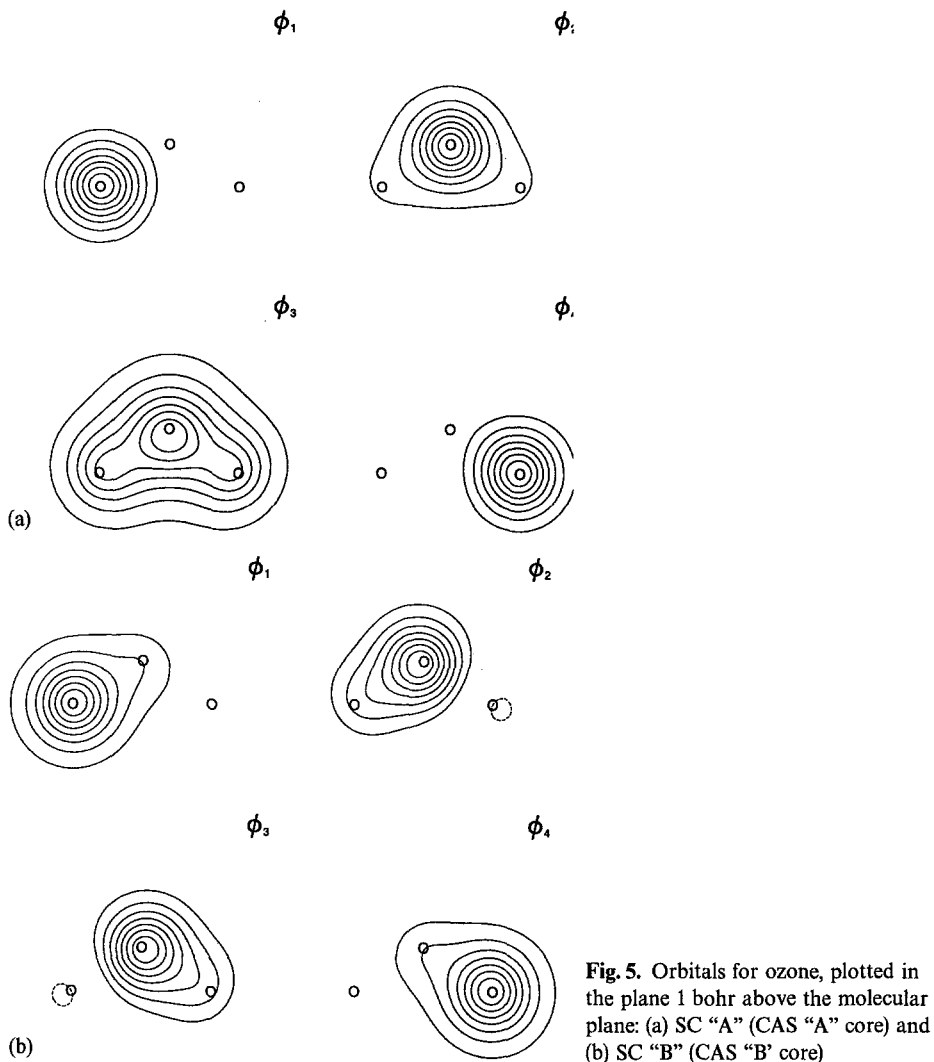 ϕ₁
ϕ
ϕ₃
ϕ
(a)
ϕ₁
ϕ₂
ϕ₃
ϕ₄
(b)
Fig. 5. Orbitals for ozone, plotted in
the plane 1 bohr above the molecular
plane: (a) SC “A” (CAS “A” core) and
(b) SC “B” (CAS “B’ core)